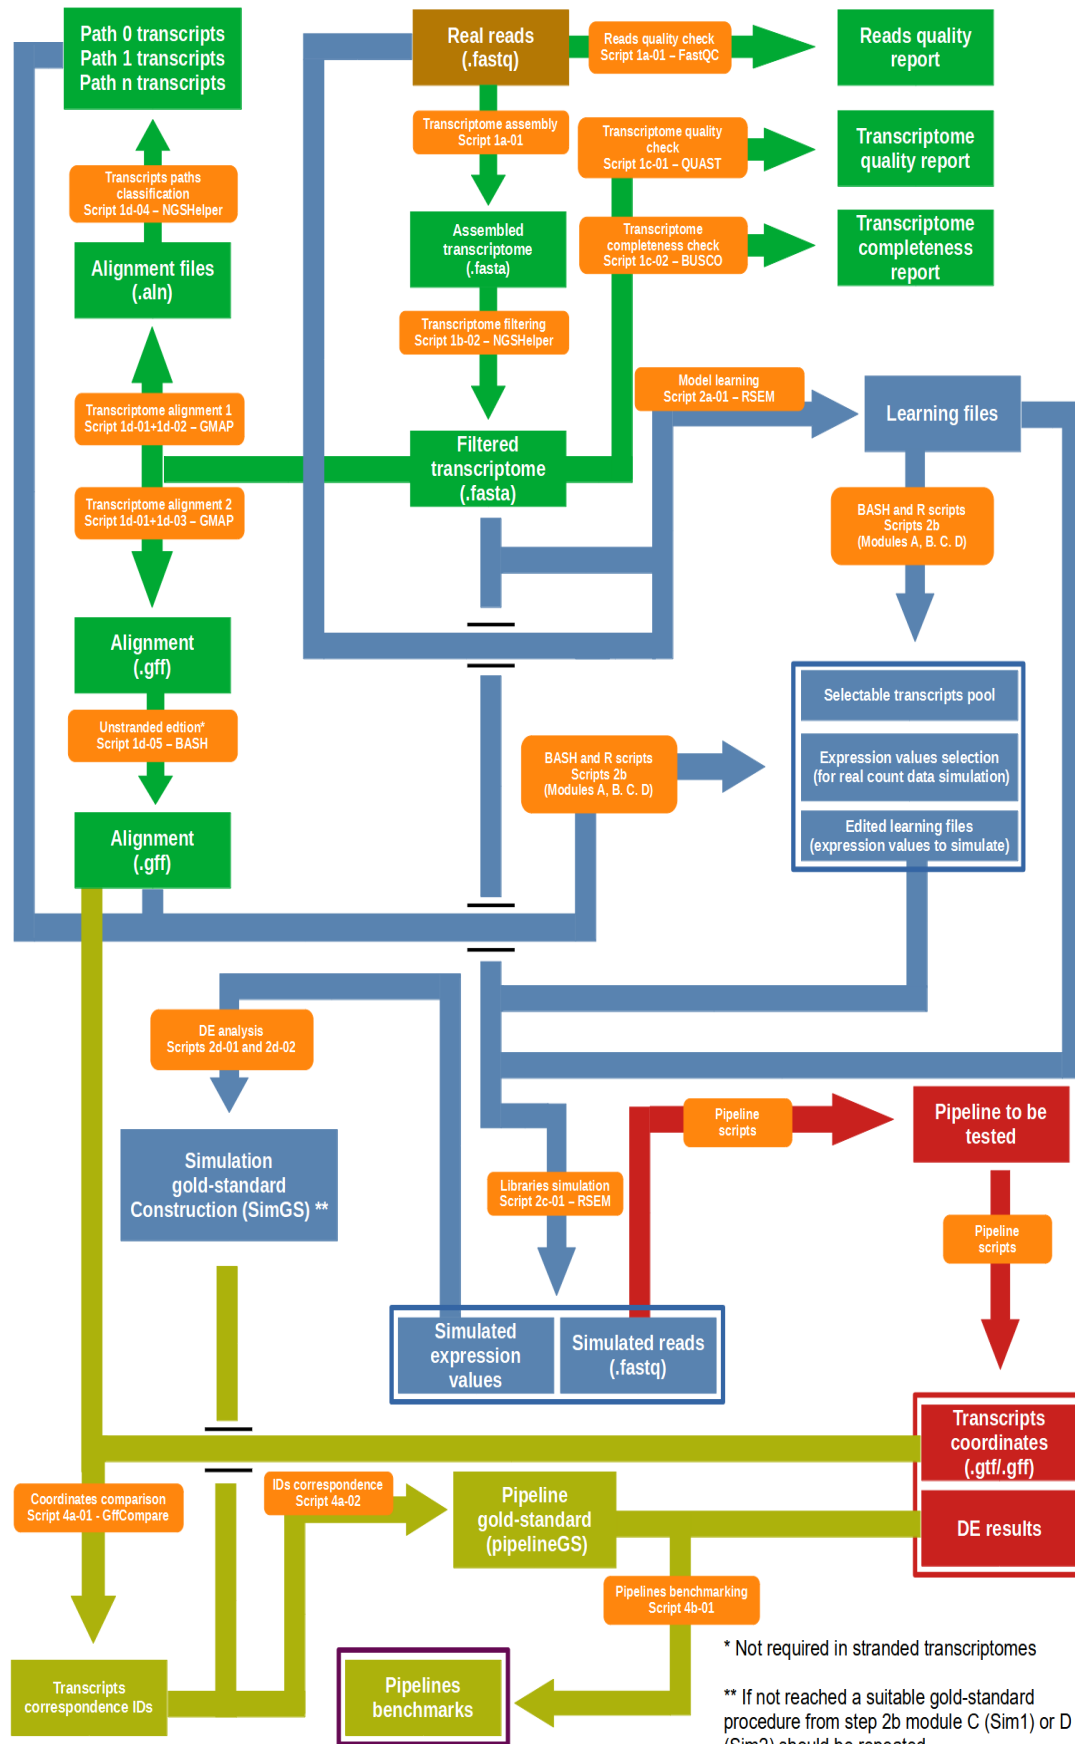 Path 0 transcripts
Path 1 transcripts
Path n transcripts
Real reads
(.fastq)
Reads quality check
Script 1a-01 – FastQC
Reads quality
report
Transcriptome assembly
Script 1a-01
Transcriptome quality
check
Script 1c-01 – QUAST
Transcriptome
quality report
Transcripts paths
classification
Script 1d-04 – NGSHelper
Assembled
transcriptome
(.fasta)
Transcriptome
completeness check
Script 1c-02 – BUSCO
Transcriptome
completeness
report
Alignment files
(.aln)
Transcriptome filtering
Script 1b-02 – NGSHelper
Model learning
Script 2a-01 – RSEM
Learning files
Transcriptome alignment 1
Script 1d-01+1d-02 – GMAP
Filtered
transcriptome
(.fasta)
Transcriptome alignment 2
Script 1d-01+1d-03 – GMAP
BASH and R scripts
Scripts 2b
(Modules A, B. C. D)
Alignment
(.gff)
Selectable transcripts pool
Unstranded edtion*
Script 1d-05 – BASH
BASH and R scripts
Scripts 2b
(Modules A, B. C. D)
Expression values selection
(for real count data simulation)
Edited learning files
(expression values to simulate)
Alignment
(.gff)
DE analysis
Scripts 2d-01 and 2d-02
Pipeline
scripts
Pipeline to be
tested
Simulation
gold-standard
Construction (SimGS) **
Libraries simulation
Script 2c-01 – RSEM
Pipeline
scripts
Simulated
expression
values
Simulated reads
(.fastq)
Transcripts
coordinates
(.gtf/.gff)
Coordinates comparison
Script 4a-01 - GffCompare
IDs correspondence
Script 4a-02
Pipeline
gold-standard
(pipelineGS)
DE results
Pipelines benchmarking
Script 4b-01
Transcripts
correspondence IDs
Pipelines
benchmarks
* Not required in stranded transcriptomes
** If not reached a suitable gold-standard
procedure from step 2b module C (Sim1) or D
(Sim2) should be repeated